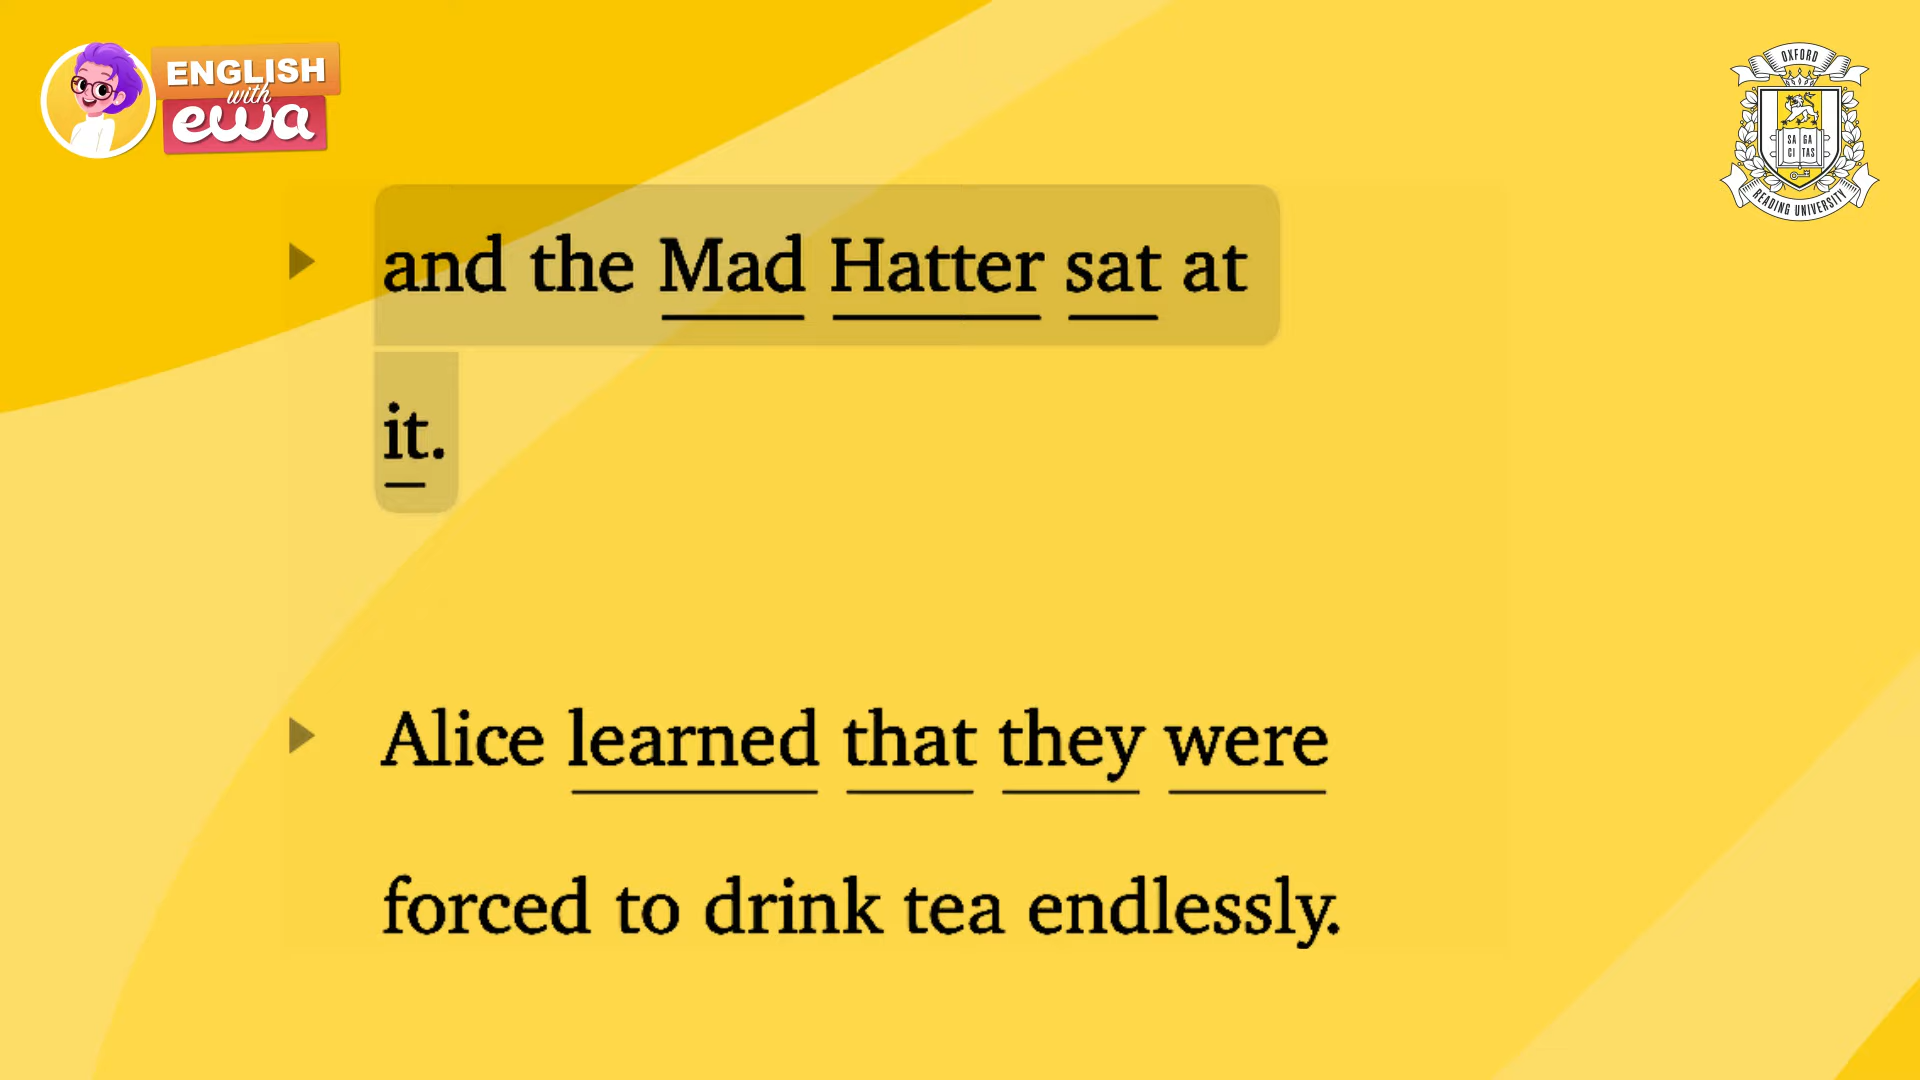 ENGLISH
with
ewa
OXFORD
SA GA
CI TAS
READING UNIVERSITY
and the Mad Hatter sat at
it.
Alice learned that they were
forced to drink tea endlessly.